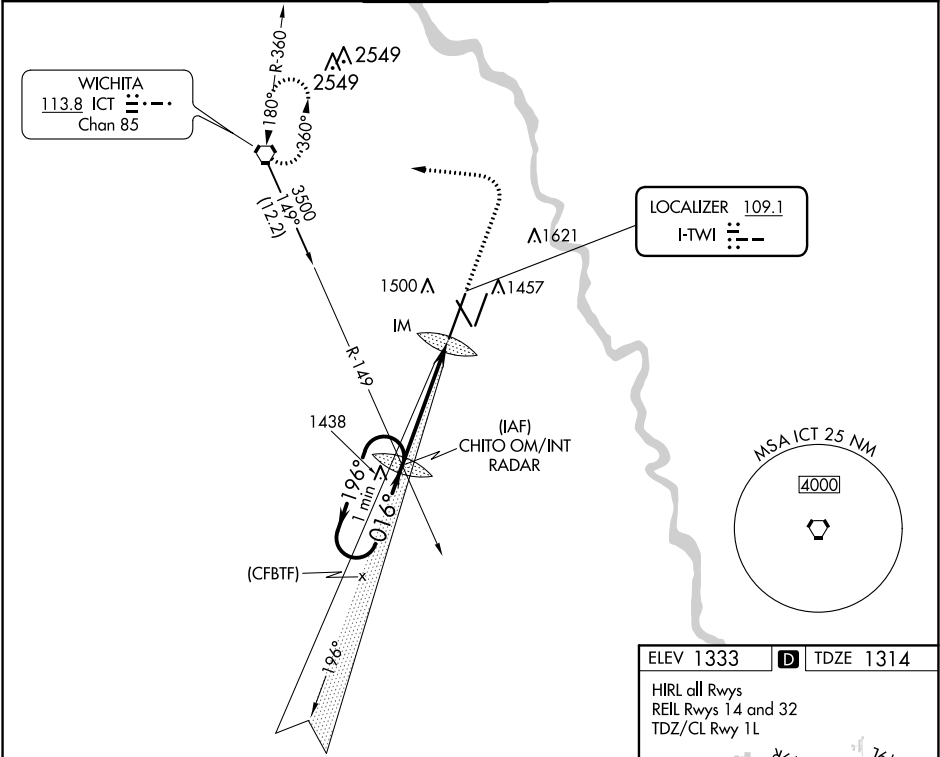 R-360
180°
360°
2549
2549
WICHITA
113.8 ICT
Chan 85
3500
149°
(12.2)
LOCALIZER 109.1
I-TWI
1621
1500
1457
IM
R-149
1438
(IAF)
CHITO OM/INT
RADAR
196°
1 min
016°
(CFBTF)
x
196°
MSA ICT 25 NM
4000
ELEV 1333 D TDZE 1314
HIRL all Rwys
REIL Rwys 14 and 32
TDZ/CL Rwy 1L